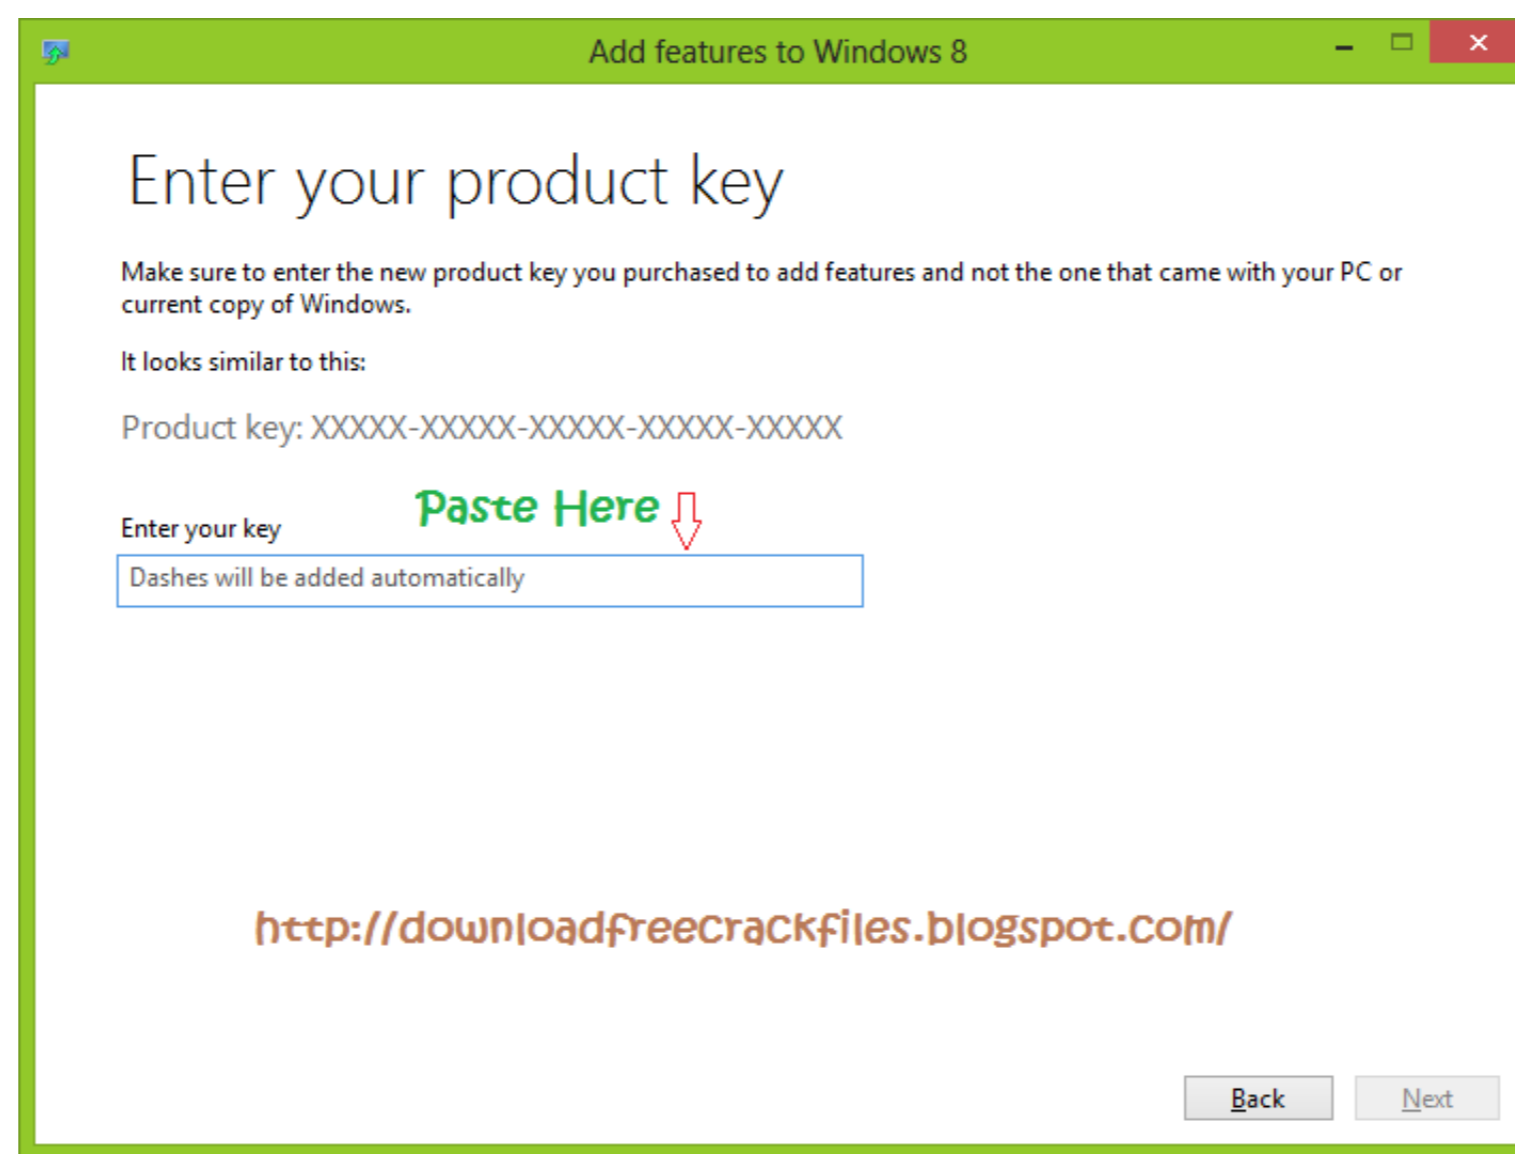 Add features to Windows 8
Enter your product key
Make sure to enter the new product key you purchased to add features and not the one that came with your PC or
current copy of Windows.
It looks similar to this:
Product key: XXXXX-XXXXX-XXXXX-XXXXX-XXXXX
Paste Here
Enter your key
Dashes will be added automatically
http://downloadfreecrackfiles.blogspot.com/
Back Next